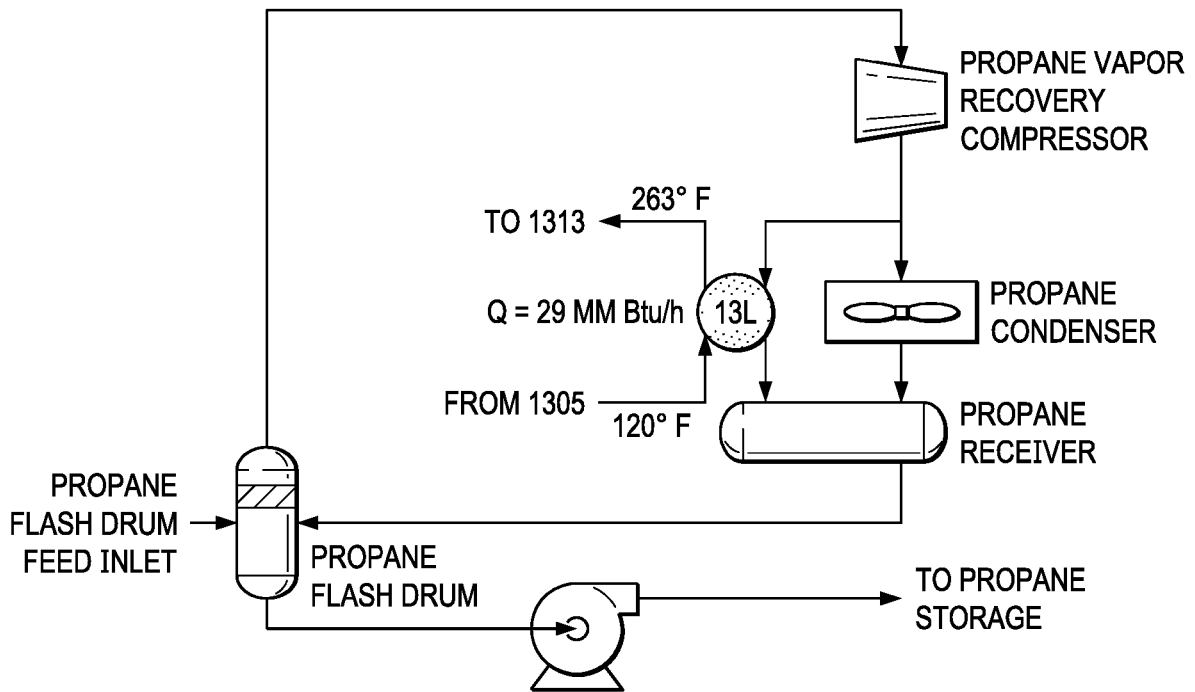 PROPANE VAPOR
RECOVERY
COMPRESSOR
263° F
TO 1313
Q = 29 MM Btu/h
13L
PROPANE
CONDENSER
FROM 1305
120° F
PROPANE
RECEIVER
PROPANE
FLASH DRUM
FEED INLET
PROPANE
FLASH DRUM
TO PROPANE
STORAGE